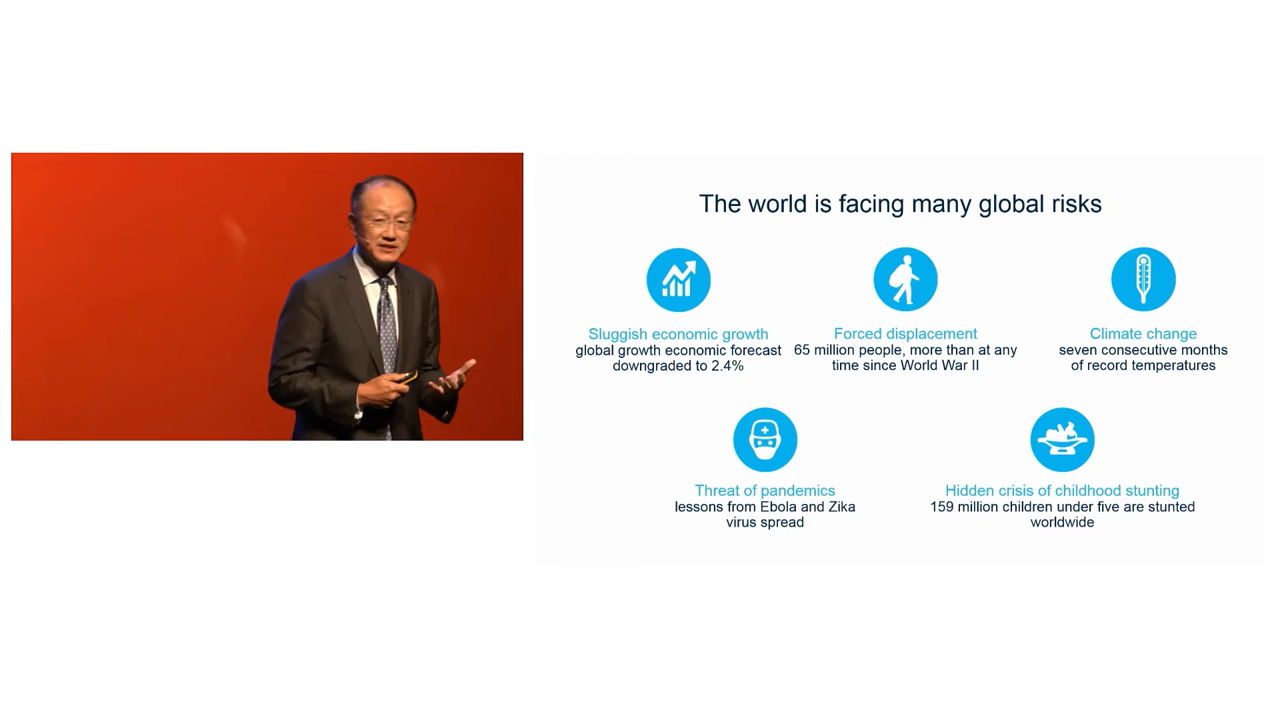 The world is facing many global risks
Sluggish economic growth
global growth economic forecast
downgraded to 2.4%
Forced displacement
65 million people, more than at any
time since World War II
Climate change
seven consecutive months
of record temperatures
Threat of pandemics
lessons from Ebola and Zika
virus spread
Hidden crisis of childhood stunting
159 million children under five are stunted
worldwide